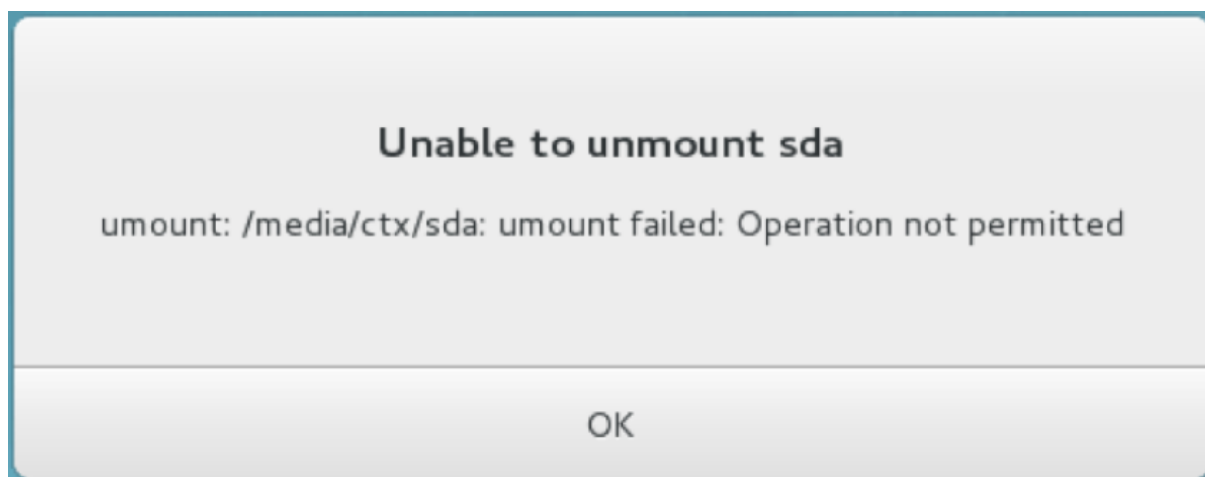 Unable to unmount sda
umount: /media/ctx/sda: umount failed: Operation not permitted
OK